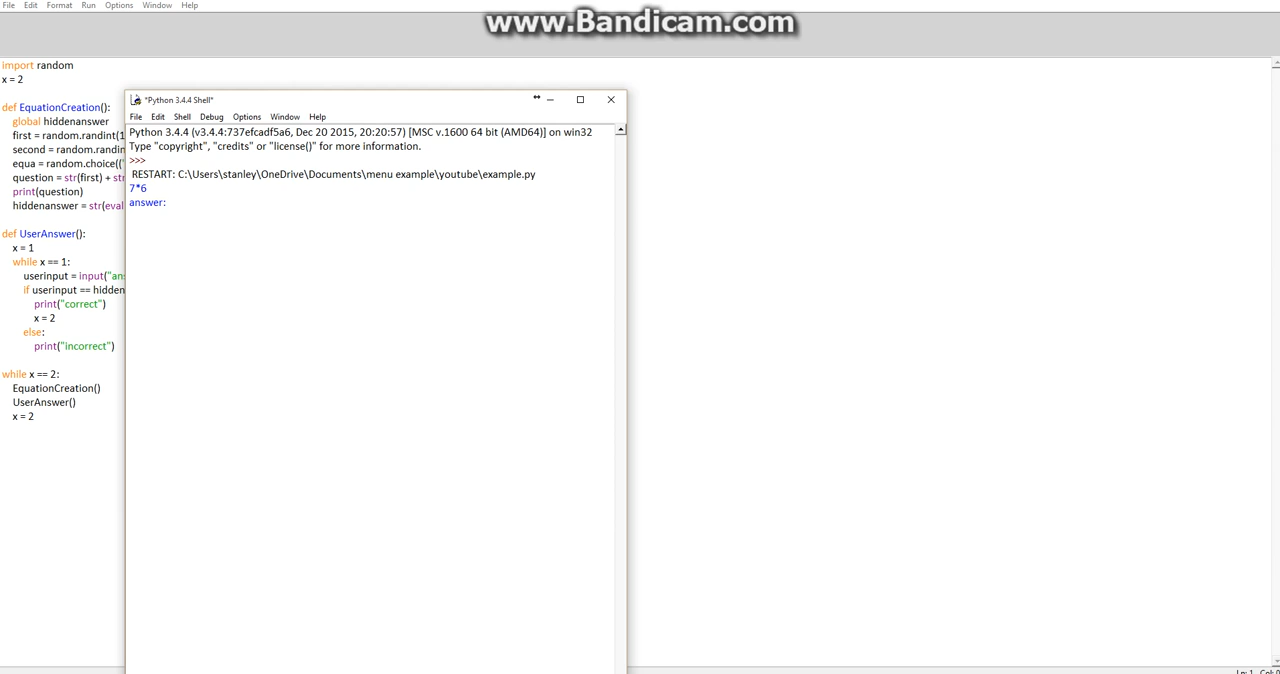 File Edit Format Run Options Window Help
www.Bandicam.com
import random
x = 2
def EquationCreation():
global hiddenanswer
first = random.randint(1
second = random.randin
equa = random.choice(("
question = str(first) + str
print(question)
hiddenanswer = str(eval
def UserAnswer():
x = 1
while x == 1:
userinput = input("ans
if userinput == hidden
print("correct")
x = 2
else:
print("incorrect")
while x == 2:
EquationCreation()
UserAnswer()
x = 2
*Python 3.4.4 Shell*
File Edit Shell Debug Options Window Help
Python 3.4.4 (v3.4.4:737efcadf5a6, Dec 20 2015, 20:20:57) [MSC v.1600 64 bit (AMD64)] on win32
Type "copyright", "credits" or "license()" for more information.
>>>
RESTART: C:\Users\stanley\OneDrive\Documents\menu example\youtube\example.py
7*6
answer: